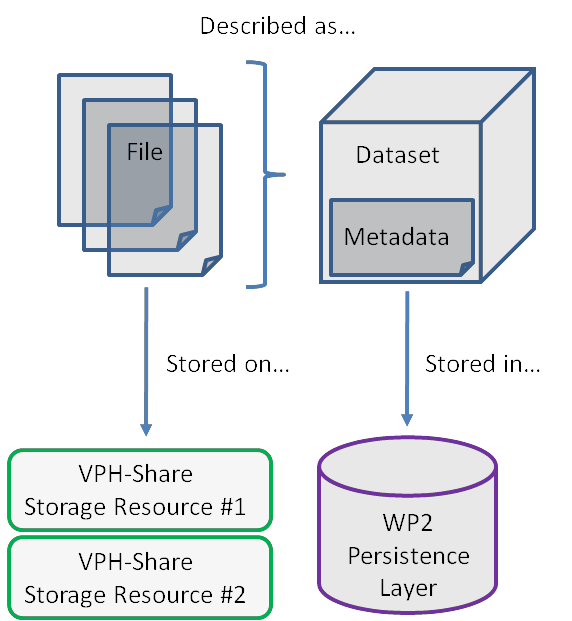 Described as...
File
Dataset
Metadata
Stored on...
Stored in...
VPH-Share
Storage Resource #1
VPH-Share
Storage Resource #2
WP2
Persistence
Layer